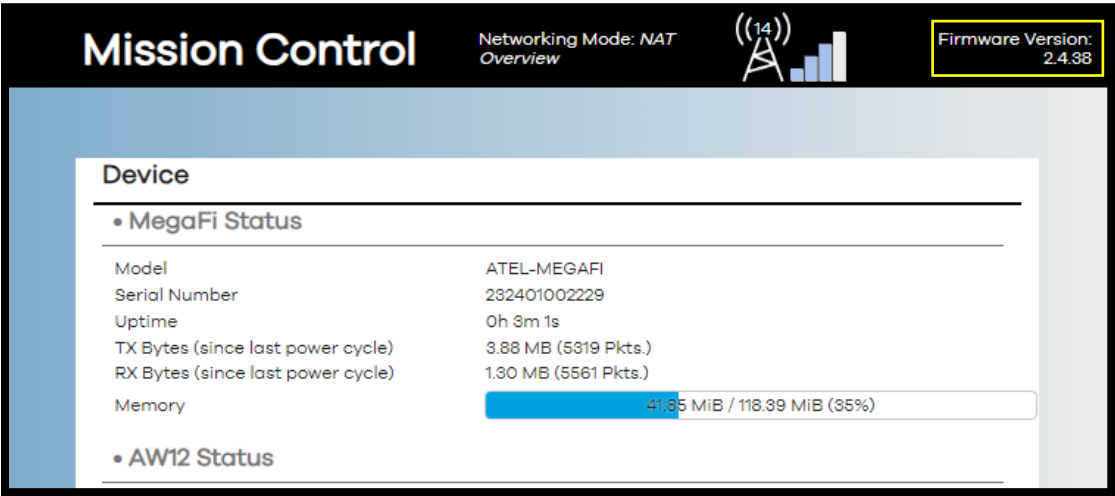 Mission Control
Networking Mode: NAT
Overview
((14))
Firmware Version:
2.4.38
Device
• MegaFi Status
Model ATEL-MEGAFI
Serial Number 232401002229
Uptime 0h 3m 1s
TX Bytes (since last power cycle) 3.88 MB (5319 Pkts.)
RX Bytes (since last power cycle) 1.30 MB (5561 Pkts.)
Memory 41.85 MiB / 118.39 MiB (35%)
• AW12 Status